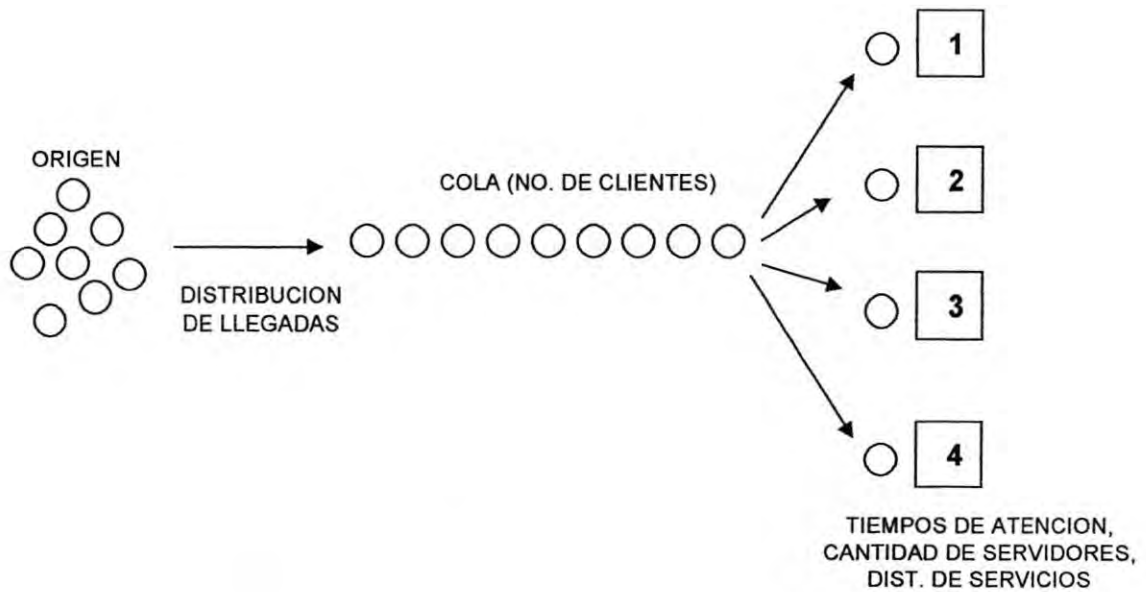 ORIGEN
COLA (NO. DE CLIENTES)
DISTRIBUCION
DE LLEGADAS
1
2
3
4
TIEMPOS DE ATENCION,
CANTIDAD DE SERVIDORES,
DIST. DE SERVICIOS